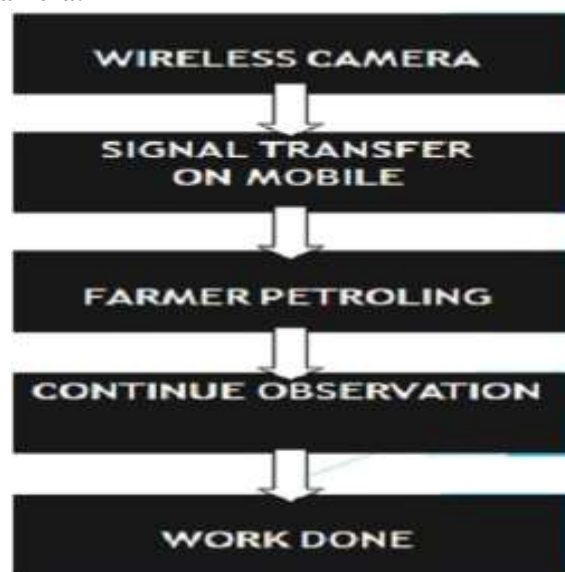 WIRELESS CAMERA
SIGNAL TRANSFER
ON MOBILE
FARMER PETROLING
CONTINUE OBSERVATION
WORK DONE